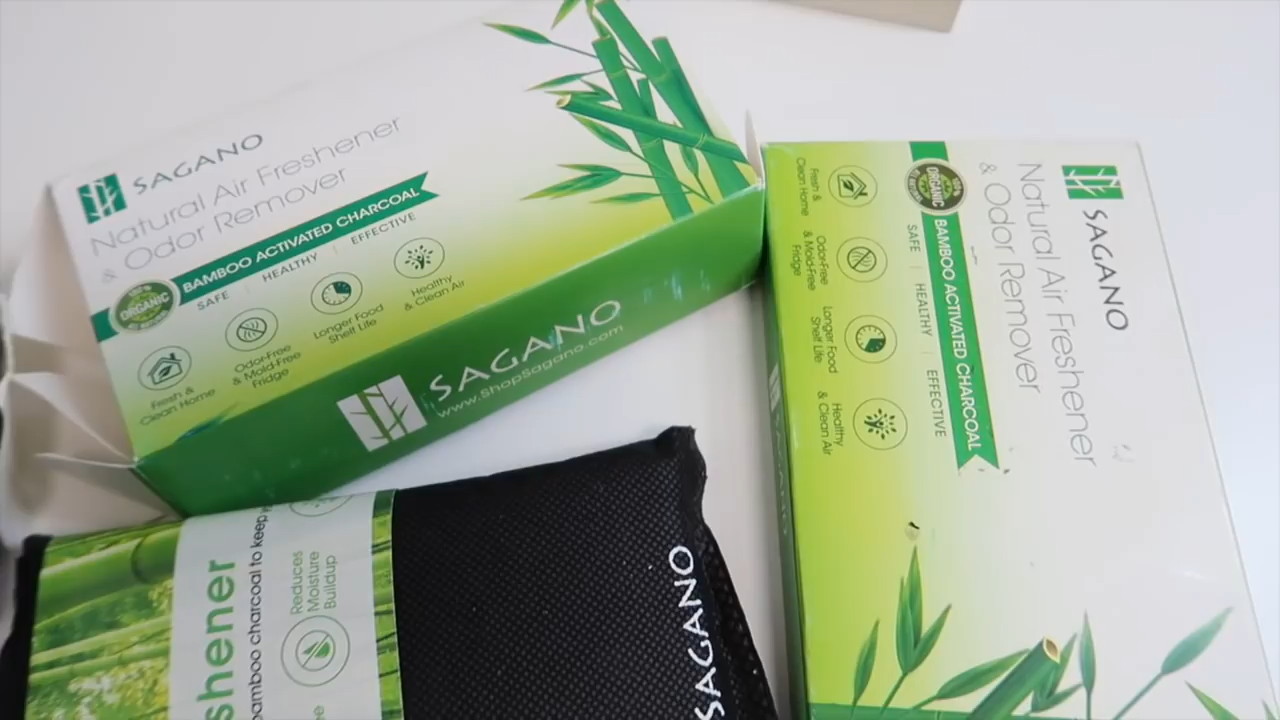 SAGANO
Natural Air Freshener
& Odor Remover
BAMBOO ACTIVATED CHARCOAL
SAFE | HEALTHY | EFFECTIVE
ORGANIC
Fresh &
Clean Home
Odor-Free
& Mold-Free
Fridge
Longer Food
Shelf Life
Healthy
& Clean Air
SAGANO
www.ShopSagano.com
SAGANO
Natural Air Freshener
& Odor Remover
BAMBOO ACTIVATED CHARCOAL
SAFE | HEALTHY | EFFECTIVE
ORGANIC
Fresh &
Clean Home
Odor-Free
& Mold-Free
Fridge
Longer Food
Shelf Life
Healthy
& Clean Air
shener
bamboo charcoal to keep
Reduces
Moisture
Buildup
SAGANO